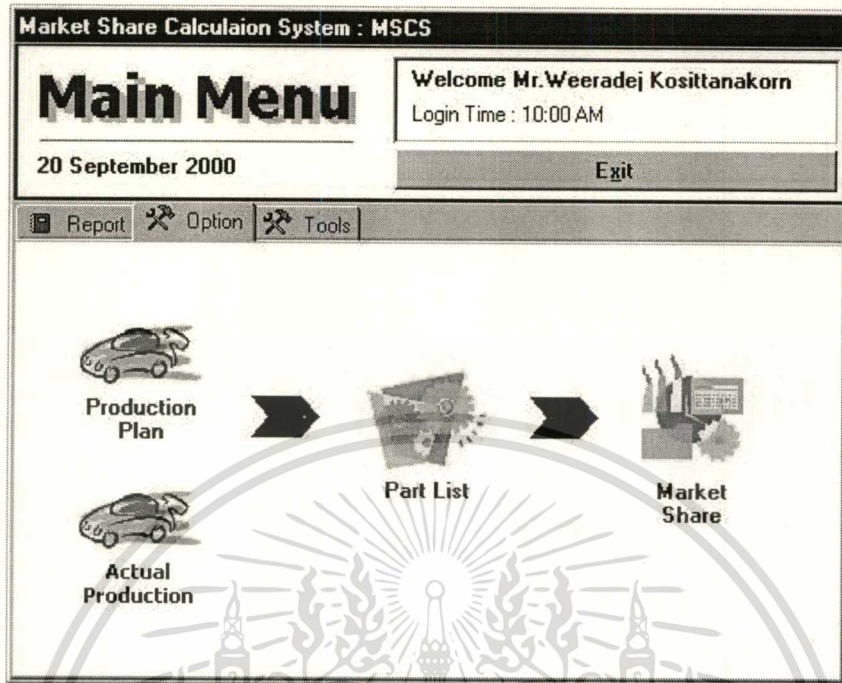 Market Share Calculaion System : MSCS
Main Menu
20 September 2000
Welcome Mr.Weeradej Kosittanakorn
Login Time : 10:00 AM
Exit
Report
Option
Tools
Production
Plan
Part List
Market
Share
Actual
Production